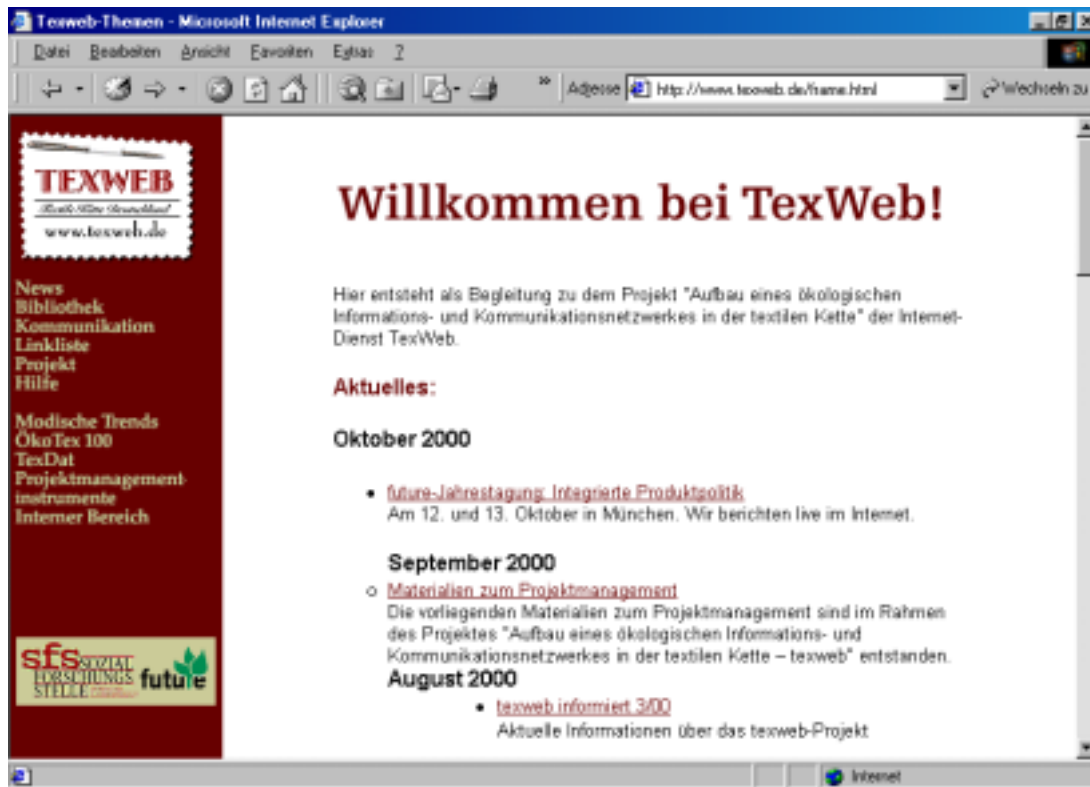 Texweb-Themen - Microsoft Internet Explorer
Datei Bearbeiten Ansicht Favoriten Extras ?
» Adresse http://www.texweb.de/frame.html Wechseln zu
TEXWEB
Textile Kette Deutschland
www.texweb.de
News
Bibliothek
Kommunikation
Linkliste
Projekt
Hilfe
Modische Trends
ÖkoTex 100
TexDat
Projektmanagement-
instrumente
Interner Bereich
sfs SOZIAL
FORSCHUNGS
STELLE
future
Willkommen bei TexWeb!
Hier entsteht als Begleitung zu dem Projekt "Aufbau eines ökologischen
Informations- und Kommunikationsnetzwerkes in der textilen Kette" der Internet-
Dienst TexWeb.
Aktuelles:
Oktober 2000
future-Jahrestagung: Integrierte Produktpolitik
Am 12. und 13. Oktober in München. Wir berichten live im Internet.
September 2000
Materialien zum Projektmanagement
Die vorliegenden Materialien zum Projektmanagement sind im Rahmen
des Projektes "Aufbau eines ökologischen Informations- und
Kommunikationsnetzwerkes in der textilen Kette – texweb" entstanden.
August 2000
texweb informiert 3/00
Aktuelle Informationen über das texweb-Projekt
Internet